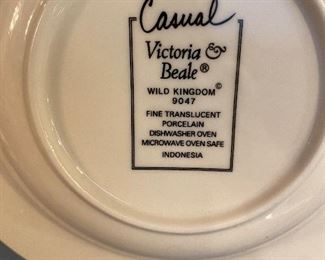 Casual
Victoria &
Beale®
WILD KINGDOM©
9047
FINE TRANSLUCENT
PORCELAIN
DISHWASHER OVEN
MICROWAVE OVEN SAFE
INDONESIA